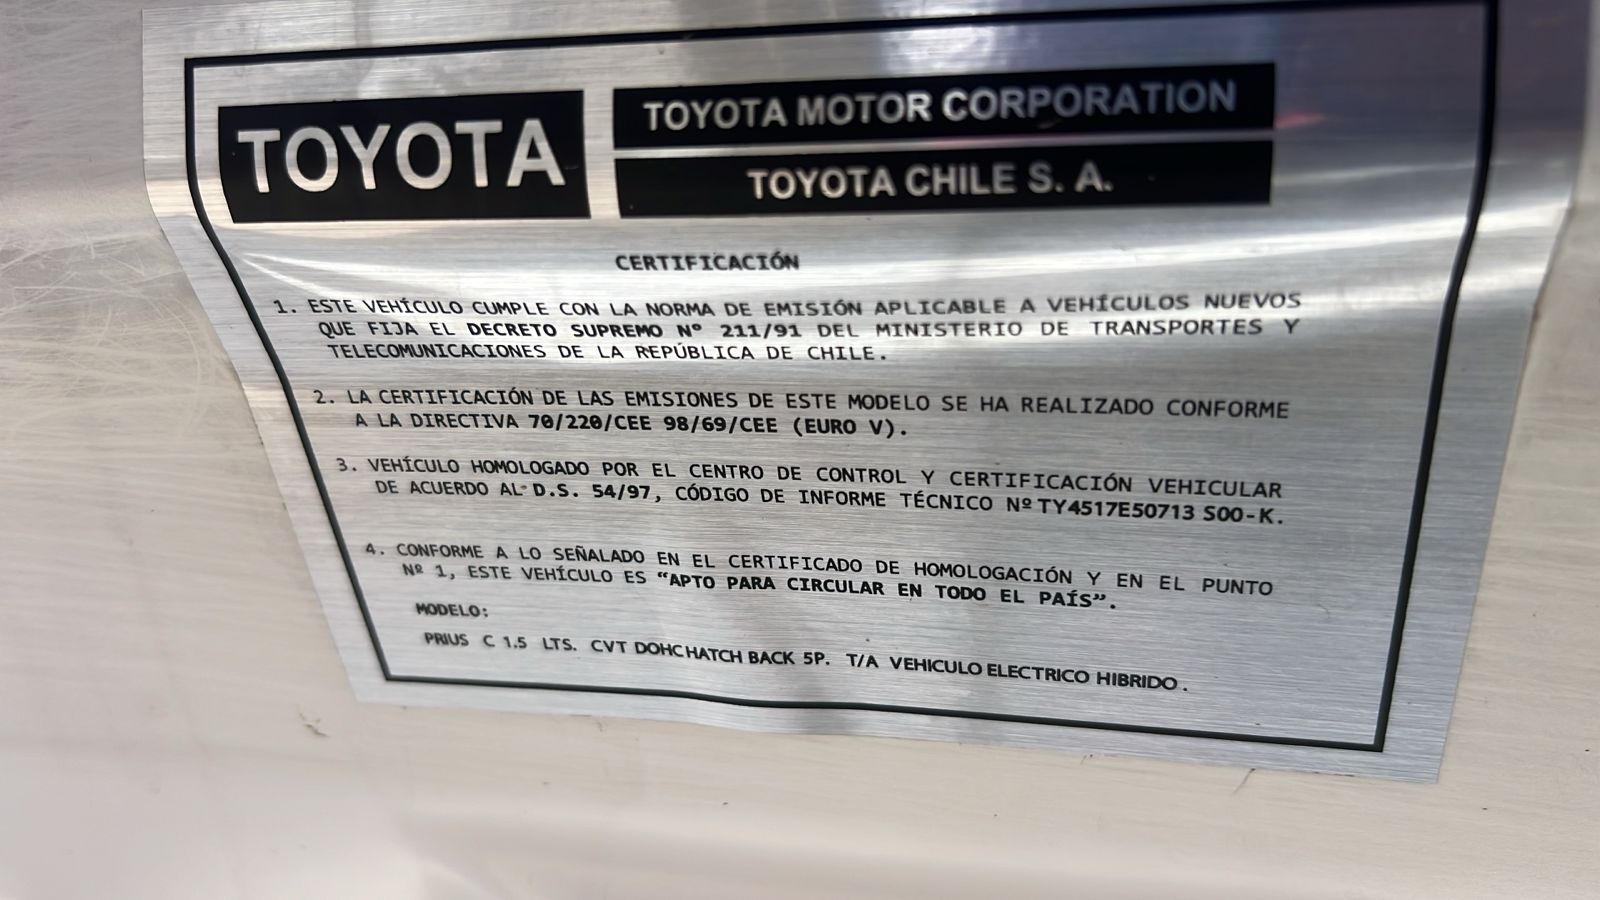 TOYOTA
TOYOTA MOTOR CORPORATION
TOYOTA CHILE S. A.
CERTIFICACIÓN
1. ESTE VEHÍCULO CUMPLE CON LA NORMA DE EMISIÓN APLICABLE A VEHÍCULOS NUEVOS
QUE FIJA EL DECRETO SUPREMO Nº 211/91 DEL MINISTERIO DE TRANSPORTES Y
TELECOMUNICACIONES DE LA REPÚBLICA DE CHILE.
2. LA CERTIFICACIÓN DE LAS EMISIONES DE ESTE MODELO SE HA REALIZADO CONFORME
A LA DIRECTIVA 70/220/CEE 98/69/CEE (EURO V).
3. VEHÍCULO HOMOLOGADO POR EL CENTRO DE CONTROL Y CERTIFICACIÓN VEHICULAR
DE ACUERDO AL D.S. 54/97, CÓDIGO DE INFORME TÉCNICO Nº TY4517E50713 S00-K.
4. CONFORME A LO SEÑALADO EN EL CERTIFICADO DE HOMOLOGACIÓN Y EN EL PUNTO
Nº 1, ESTE VEHÍCULO ES “APTO PARA CIRCULAR EN TODO EL PAÍS”.
MODELO:
PRIUS C 1.5 LTS. CVT DOHC HATCH BACK 5P. T/A VEHICULO ELECTRICO HIBRIDO.